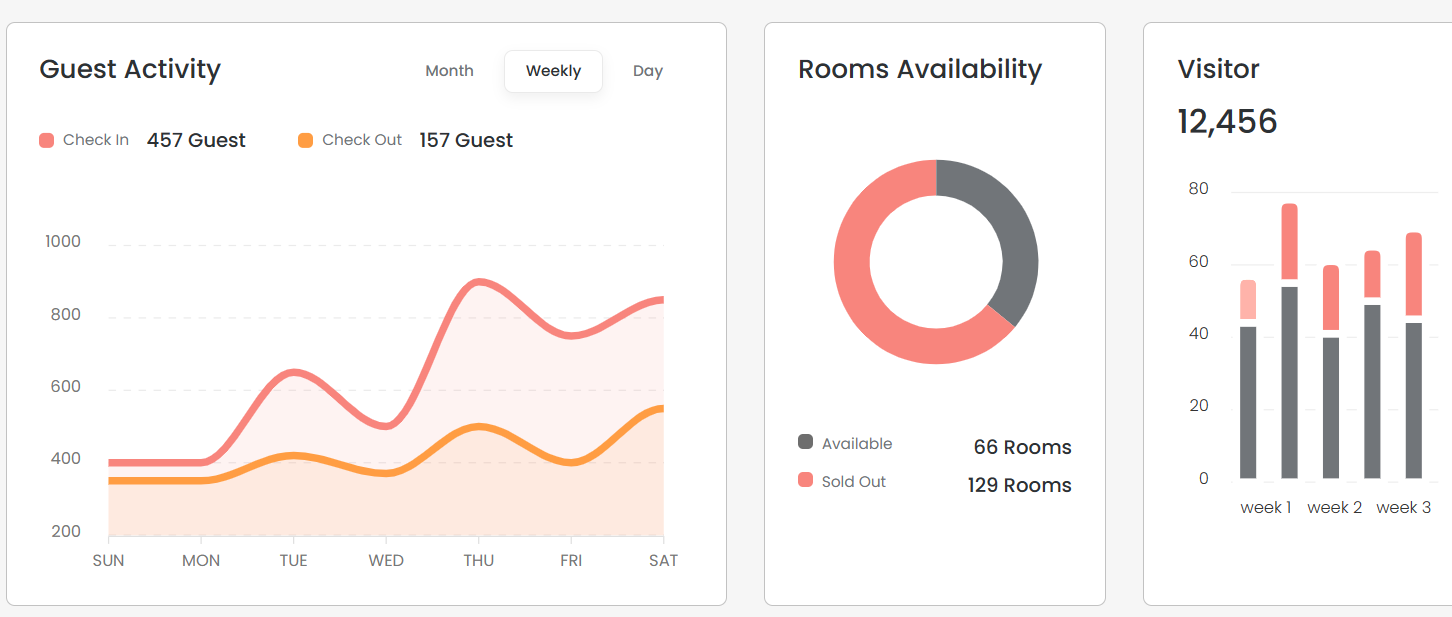 Guest Activity
Month Weekly Day
Check In 457 Guest Check Out 157 Guest
1000
800
600
400
200
SUN MON TUE WED THU FRI SAT
Rooms Availability
Available 66 Rooms
Sold Out 129 Rooms
Visitor
12,456
80
60
40
20
0
week 1 week 2 week 3